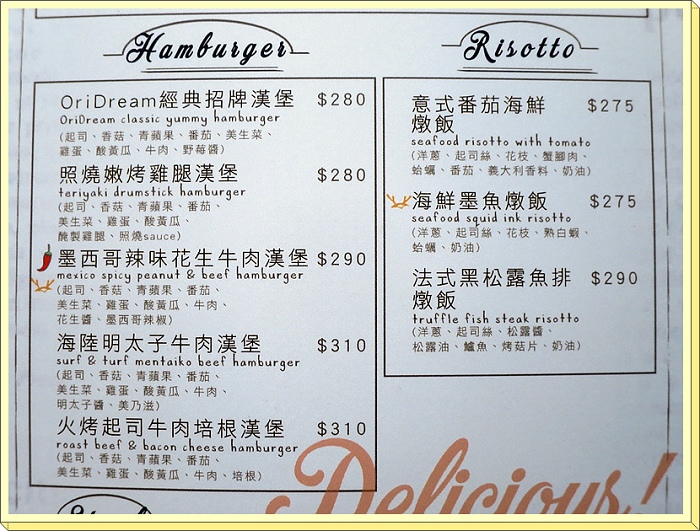 Hamburger
OriDream經典招牌漢堡 $280
OriDream classic yummy hamburger
(起司、香菇、青蘋果、番茄、美生菜、
雞蛋、酸黃瓜、牛肉、野莓醬)
照燒嫩烤雞腿漢堡 $280
teriyaki drumstick hamburger
(起司、香菇、青蘋果、番茄、
美生菜、雞蛋、酸黃瓜、
醃製雞腿、照燒sauce)
墨西哥辣味花生牛肉漢堡 $290
mexico spicy peanut & beef hamburger
(起司、香菇、青蘋果、番茄、
美生菜、雞蛋、酸黃瓜、牛肉、
花生醬、墨西哥辣椒)
海陸明太子牛肉漢堡 $310
surf & turf mentaiko beef hamburger
(起司、香菇、青蘋果、番茄、
美生菜、雞蛋、酸黃瓜、牛肉、
明太子醬、美乃滋)
火烤起司牛肉培根漢堡 $310
roast beef & bacon cheese hamburger
(起司、香菇、青蘋果、番茄、
美生菜、雞蛋、酸黃瓜、牛肉、培根)
Risotto
意式番茄海鮮 $275
燉飯
seafood risotto with tomato
(洋蔥、起司絲、花枝、蟹腳肉、
蛤蠣、番茄、義大利香料、奶油)
海鮮墨魚燉飯 $275
seafood squid ink risotto
(洋蔥、起司絲、花枝、熟白蝦、
蛤蠣、奶油)
法式黑松露魚排 $290
燉飯
truffle fish steak risotto
(洋蔥、起司絲、松露醬、
松露油、鱸魚、烤菇片、奶油)
Delicious!